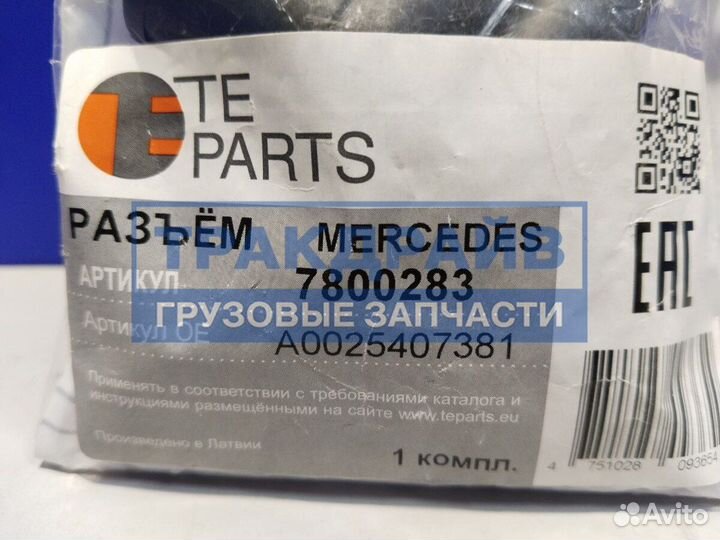 TE
PARTS
РАЗЪЁМ MERCEDES
ТРАКДРАЙВ
АРТИКУЛ 7800283
ГРУЗОВЫЕ ЗАПЧАСТИ
Артикул OE A0025407381
Применять в соответствии с требованиями каталога и
инструкциями размещёнными на сайте www.teparts.eu
Произведено в Латвии
1 компл.
4 751028 093654
EAC
Avito